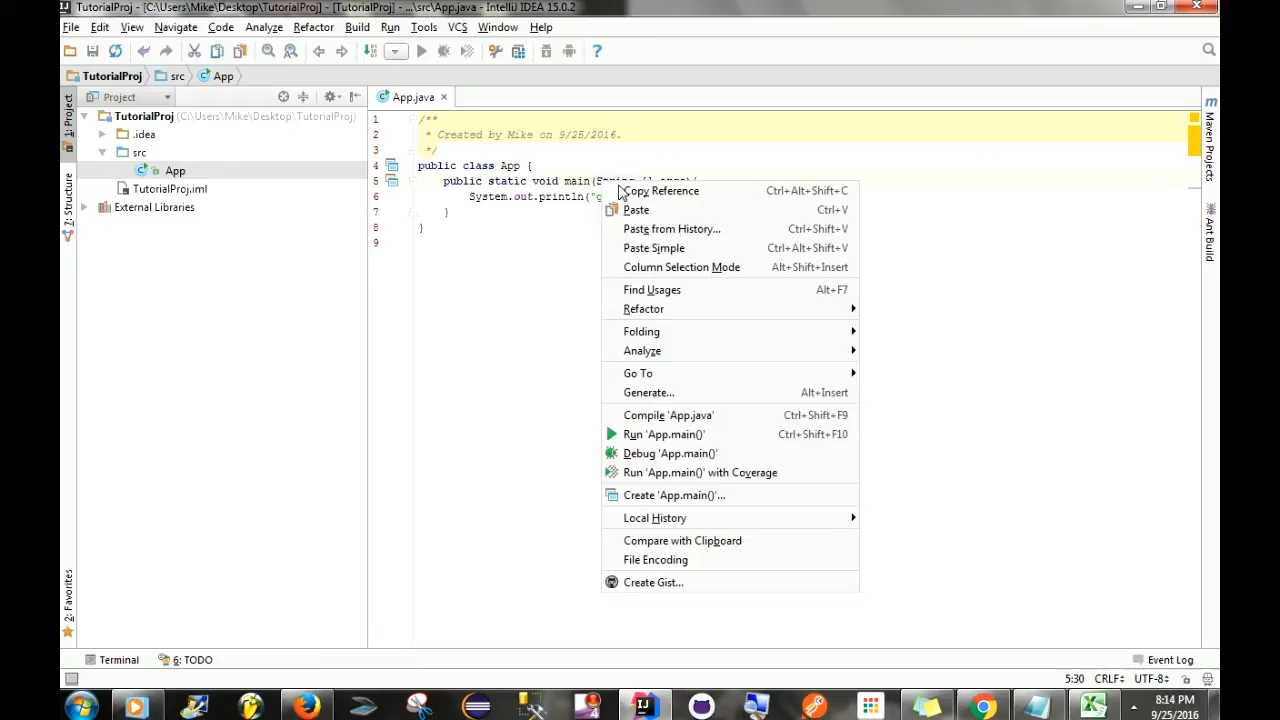 TutorialProj - [C:\Users\Mike\Desktop\TutorialProj] - [TutorialProj] - ...\src\App.java - IntelliJ IDEA 15.0.2
File Edit View Navigate Code Analyze Refactor Build Run Tools VCS Window Help
TutorialProj src App
Project App.java
1: Project
7: Structure
2: Favorites
TutorialProj (C:\Users\Mike\Desktop\TutorialProj)
.idea
src
App
TutorialProj.iml
External Libraries
1 /**
2 * Created by Mike on 9/25/2016.
3 */
4 public class App {
5 public static void main(String [] args){
6 System.out.println("
7 }
8 }
9
Copy Reference Ctrl+Alt+Shift+C
Paste Ctrl+V
Paste from History... Ctrl+Shift+V
Paste Simple Ctrl+Alt+Shift+V
Column Selection Mode Alt+Shift+Insert
Find Usages Alt+F7
Refactor
Folding
Analyze
Go To
Generate... Alt+Insert
Compile 'App.java' Ctrl+Shift+F9
Run 'App.main()' Ctrl+Shift+F10
Debug 'App.main()'
Run 'App.main()' with Coverage
Create 'App.main()'...
Local History
Compare with Clipboard
File Encoding
Create Gist...
Maven Projects
Ant Build
Terminal 6: TODO Event Log
5:30 CRLF UTF-8
8:14 PM
9/25/2016